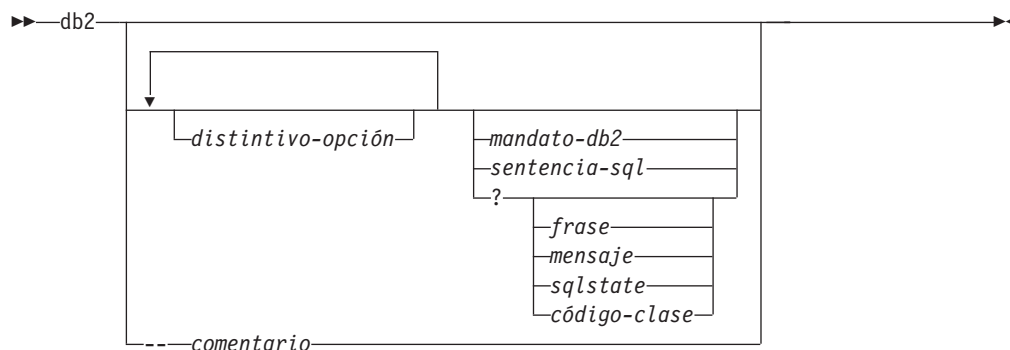 db2
distintivo-opción
mandato-db2
sentencia-sql
?
frase
mensaje
sqlstate
código-clase
-- comentario